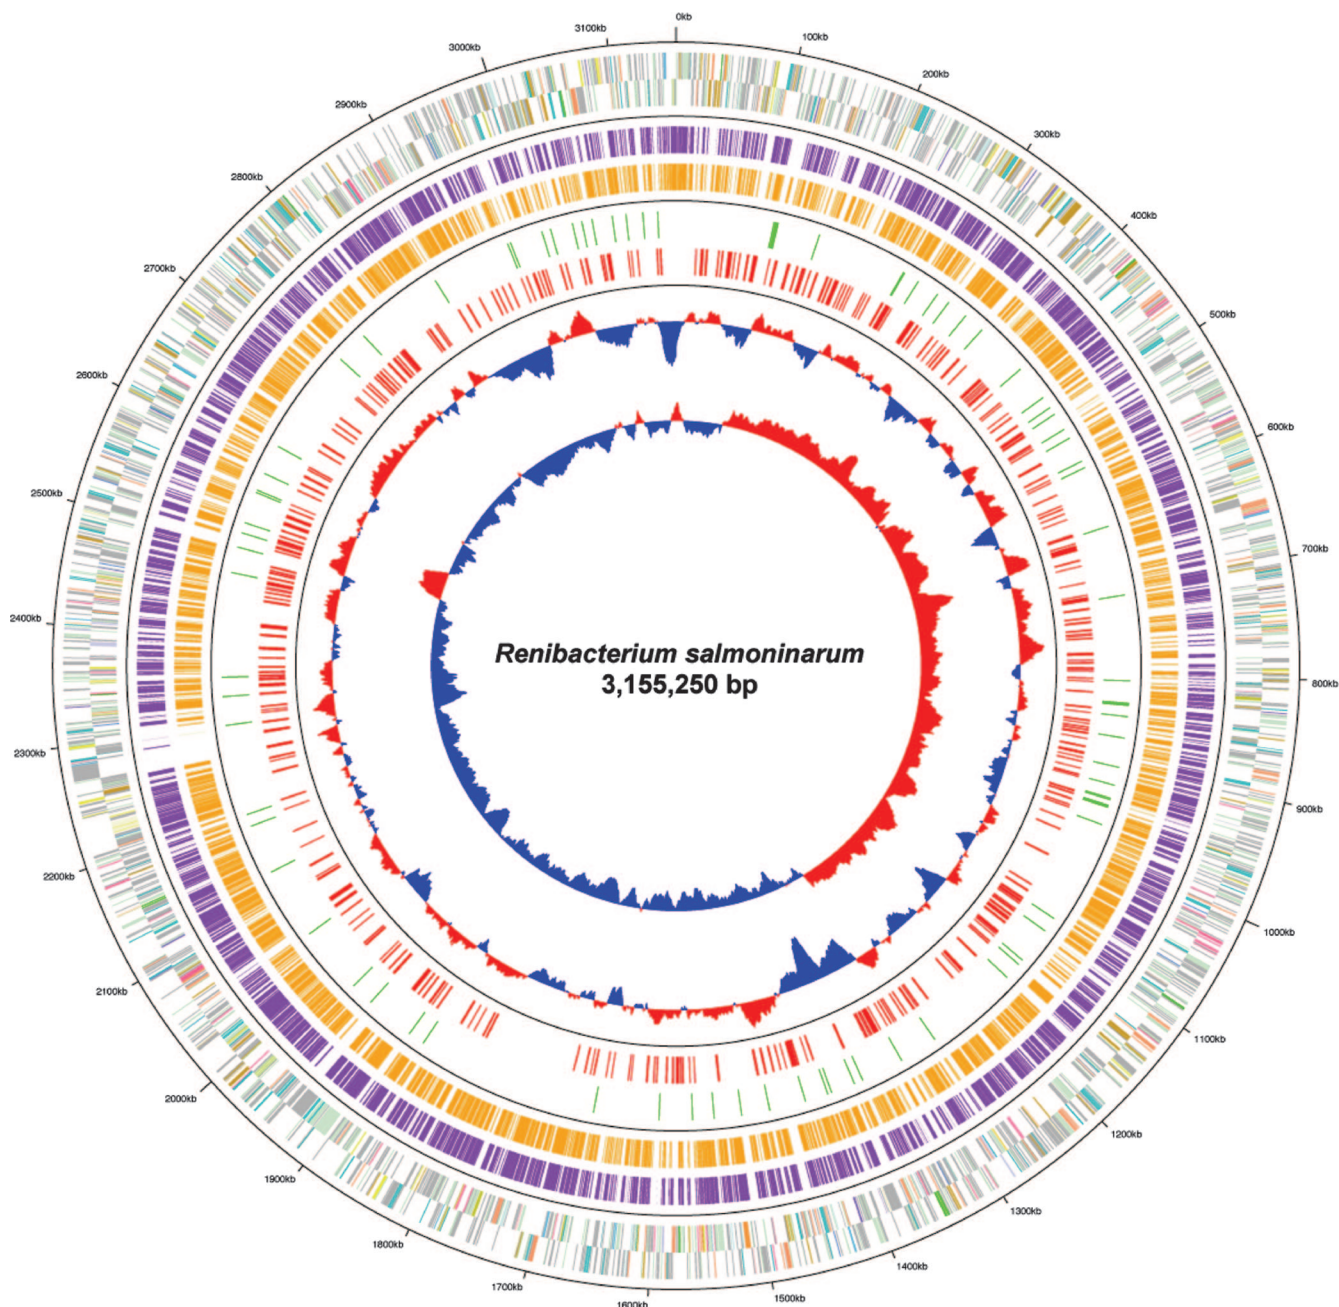 0kb
100kb
200kb
300kb
400kb
500kb
600kb
700kb
800kb
900kb
1000kb
1100kb
1200kb
1300kb
1400kb
1500kb
1600kb
1700kb
1800kb
1900kb
2000kb
2100kb
2200kb
2300kb
2400kb
2500kb
2600kb
2700kb
2800kb
2900kb
3000kb
3100kb
Renibacterium salmoninarum
3,155,250 bp